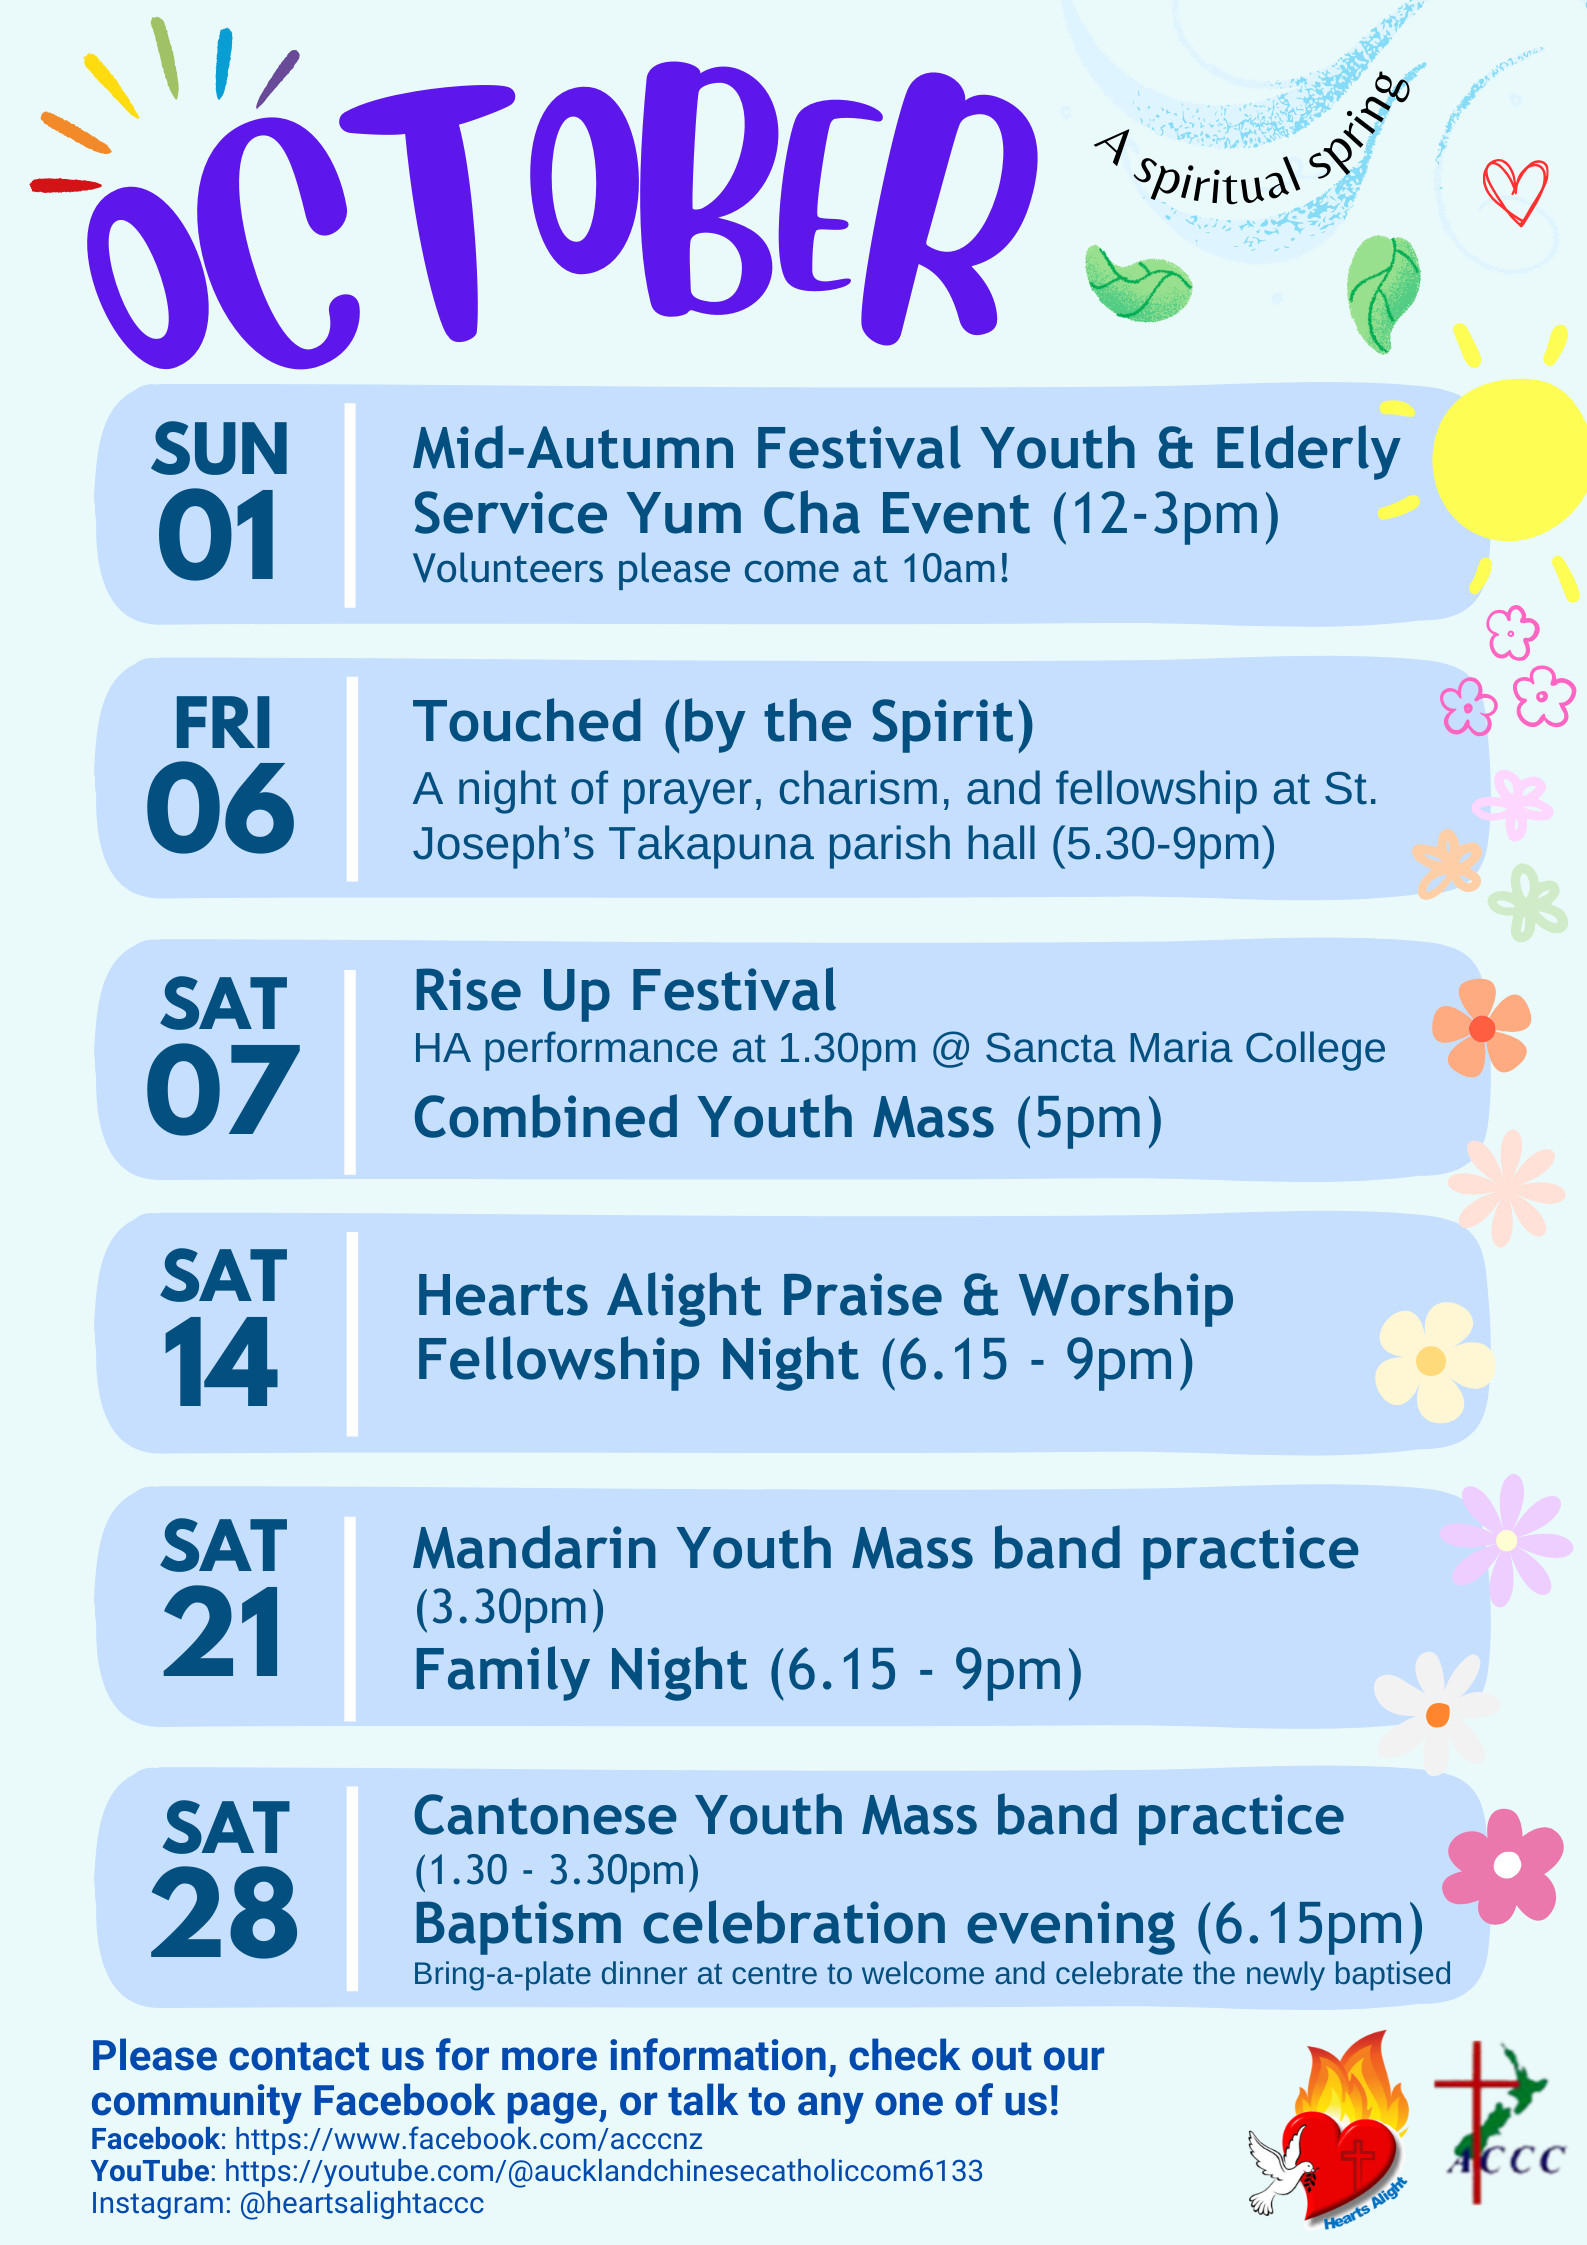 OCTOBER
A spiritual spring
SUN
01
Mid-Autumn Festival Youth & Elderly
Service Yum Cha Event (12-3pm)
Volunteers please come at 10am!
FRI
06
Touched (by the Spirit)
A night of prayer, charism, and fellowship at St.
Joseph’s Takapuna parish hall (5.30-9pm)
SAT
07
Rise Up Festival
HA performance at 1.30pm @ Sancta Maria College
Combined Youth Mass (5pm)
SAT
14
Hearts Alight Praise & Worship
Fellowship Night (6.15 - 9pm)
SAT
21
Mandarin Youth Mass band practice
(3.30pm)
Family Night (6.15 - 9pm)
SAT
28
Cantonese Youth Mass band practice
(1.30 - 3.30pm)
Baptism celebration evening (6.15pm)
Bring-a-plate dinner at centre to welcome and celebrate the newly baptised
Please contact us for more information, check out our
community Facebook page, or talk to any one of us!
Facebook: https://www.facebook.com/acccnz
YouTube: https://youtube.com/@aucklandchinesecatholiccom6133
Instagram: @heartsalightaccc
Hearts Alight
ACCC